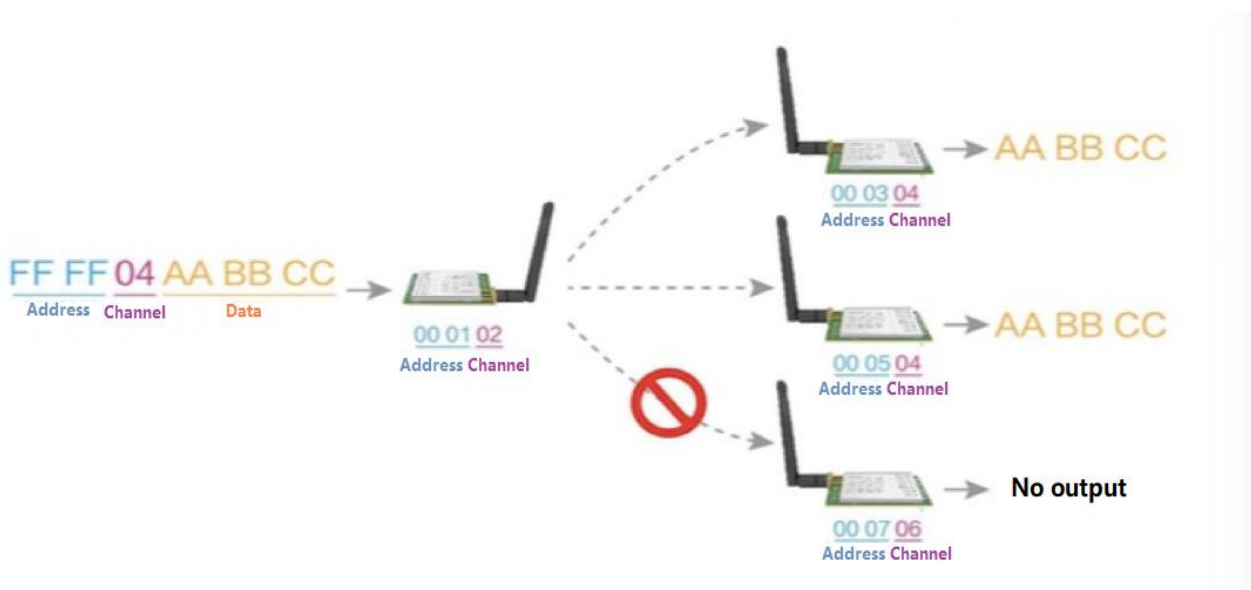 FF FF 04 AA BB CC
Address Channel Data
00 01 02
Address Channel
AA BB CC
00 03 04
Address Channel
AA BB CC
00 05 04
Address Channel
No output
00 07 06
Address Channel